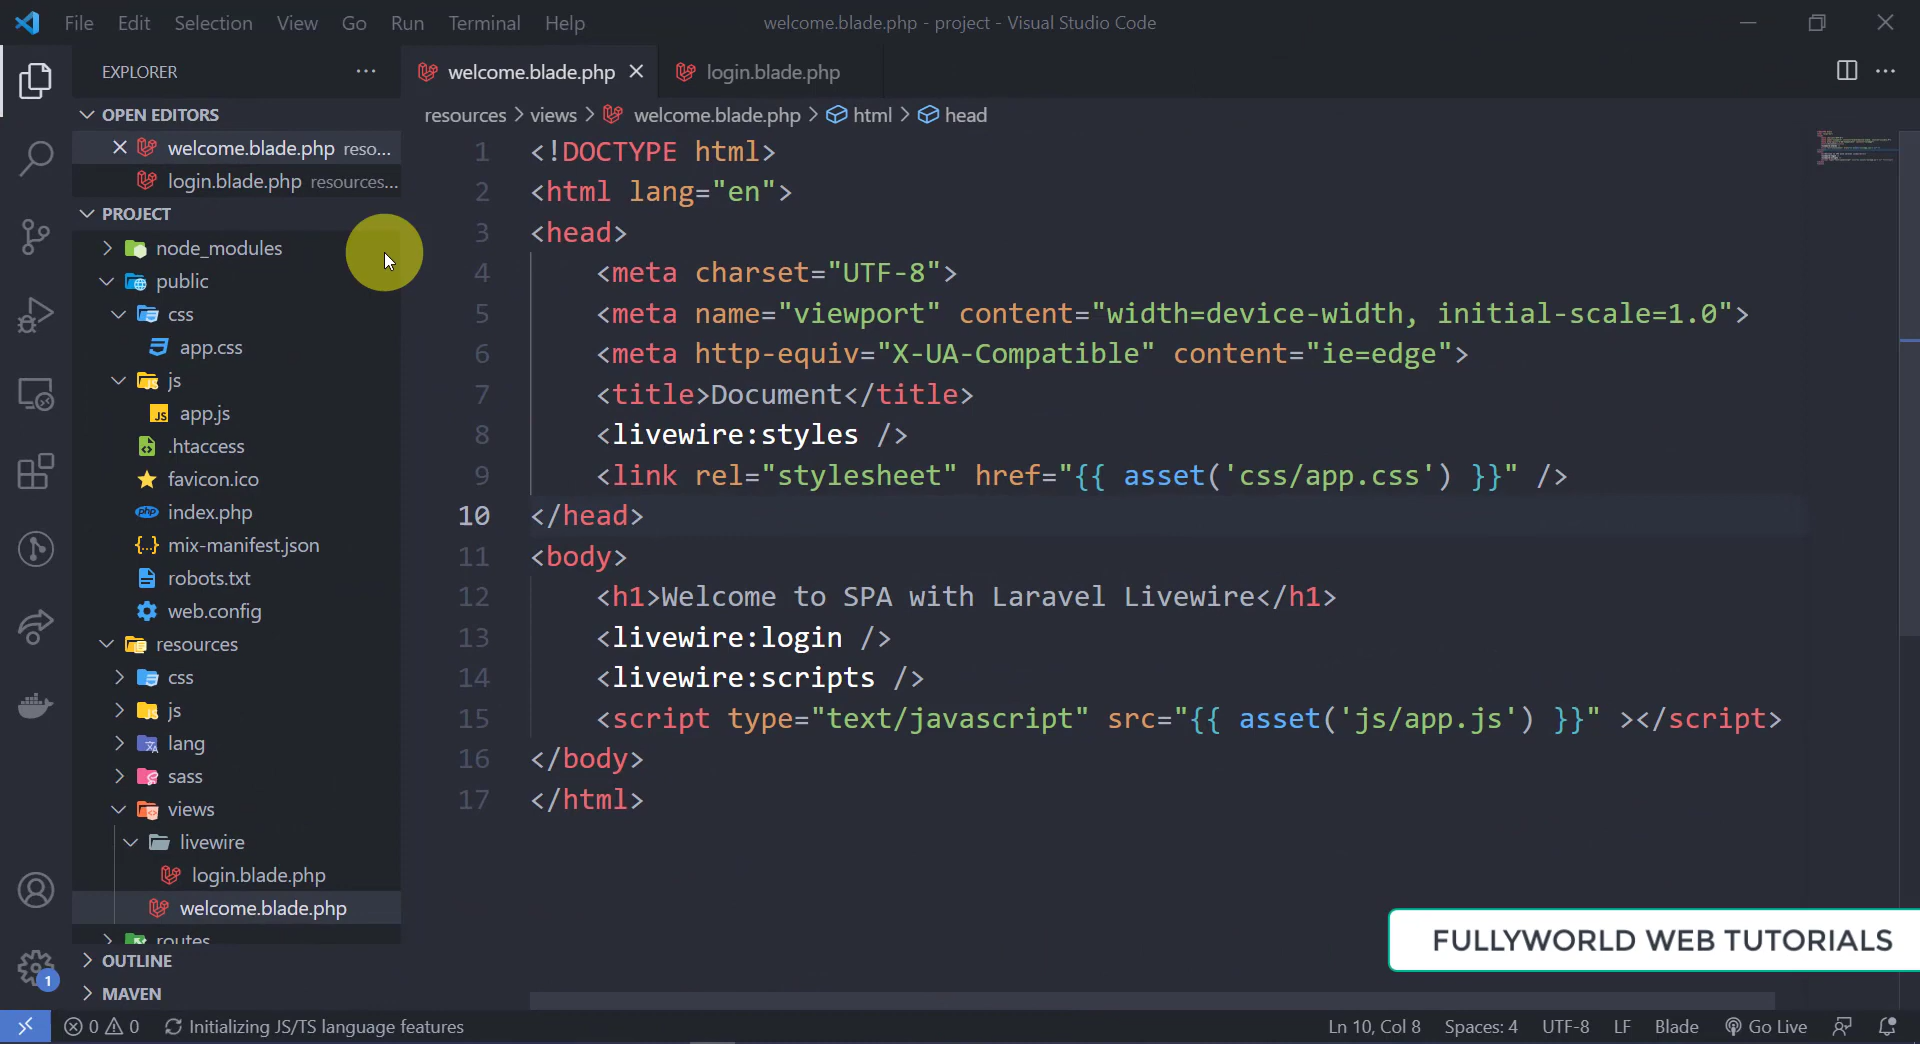 File Edit Selection View Go Run Terminal Help
welcome.blade.php - project - Visual Studio Code
EXPLORER
OPEN EDITORS
welcome.blade.php reso...
login.blade.php resources...
PROJECT
node_modules
public
css
app.css
js
JS app.js
.htaccess
favicon.ico
php index.php
{..} mix-manifest.json
robots.txt
web.config
resources
css
js
lang
sass
views
livewire
login.blade.php
welcome.blade.php
routes
OUTLINE
MAVEN
1
welcome.blade.php login.blade.php
resources > views > welcome.blade.php > html > head
1 <!DOCTYPE html>
2 <html lang="en">
3 <head>
4 <meta charset="UTF-8">
5 <meta name="viewport" content="width=device-width, initial-scale=1.0">
6 <meta http-equiv="X-UA-Compatible" content="ie=edge">
7 <title>Document</title>
8 <livewire:styles />
9 <link rel="stylesheet" href="{{ asset('css/app.css') }}" />
10 </head>
11 <body>
12 <h1>Welcome to SPA with Laravel Livewire</h1>
13 <livewire:login />
14 <livewire:scripts />
15 <script type="text/javascript" src="{{ asset('js/app.js') }}" ></script>
16 </body>
17 </html>
FULLYWORLD WEB TUTORIALS
0 0 Initializing JS/TS language features
Ln 10, Col 8 Spaces: 4 UTF-8 LF Blade Go Live